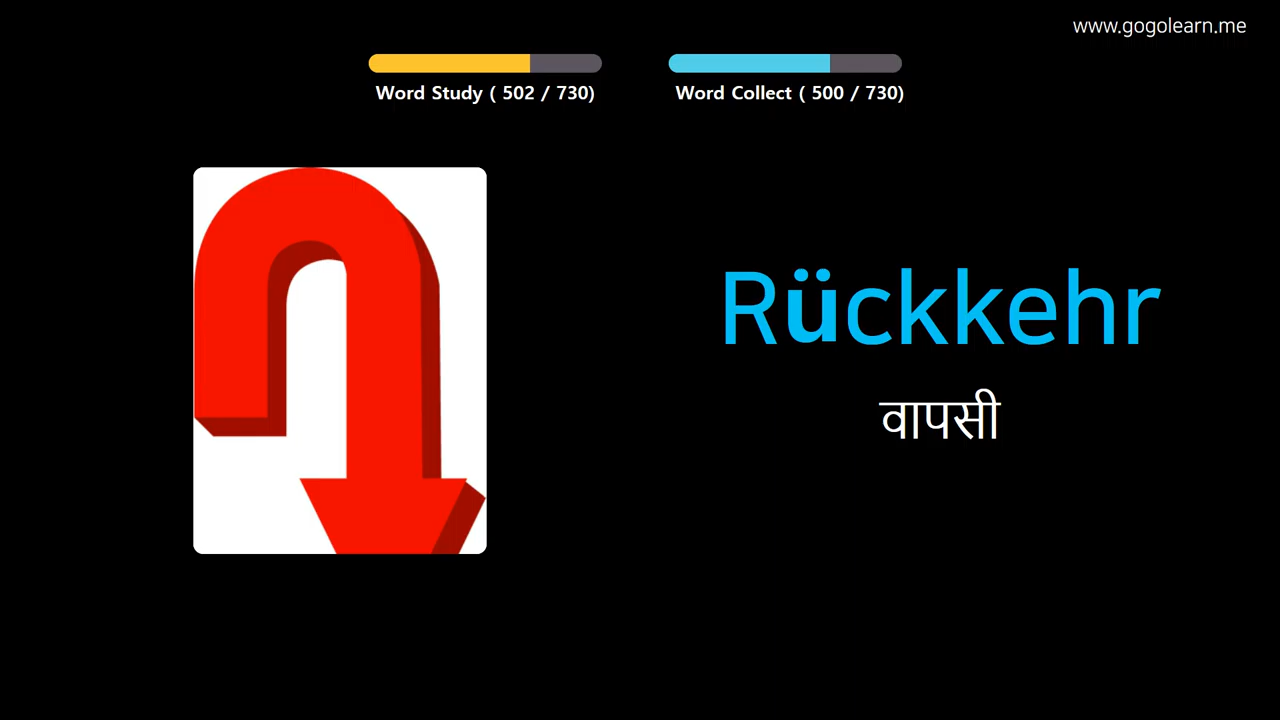 www.gogolearn.me
Word Study ( 502 / 730)
Word Collect ( 500 / 730)
Rückkehr
वापसी